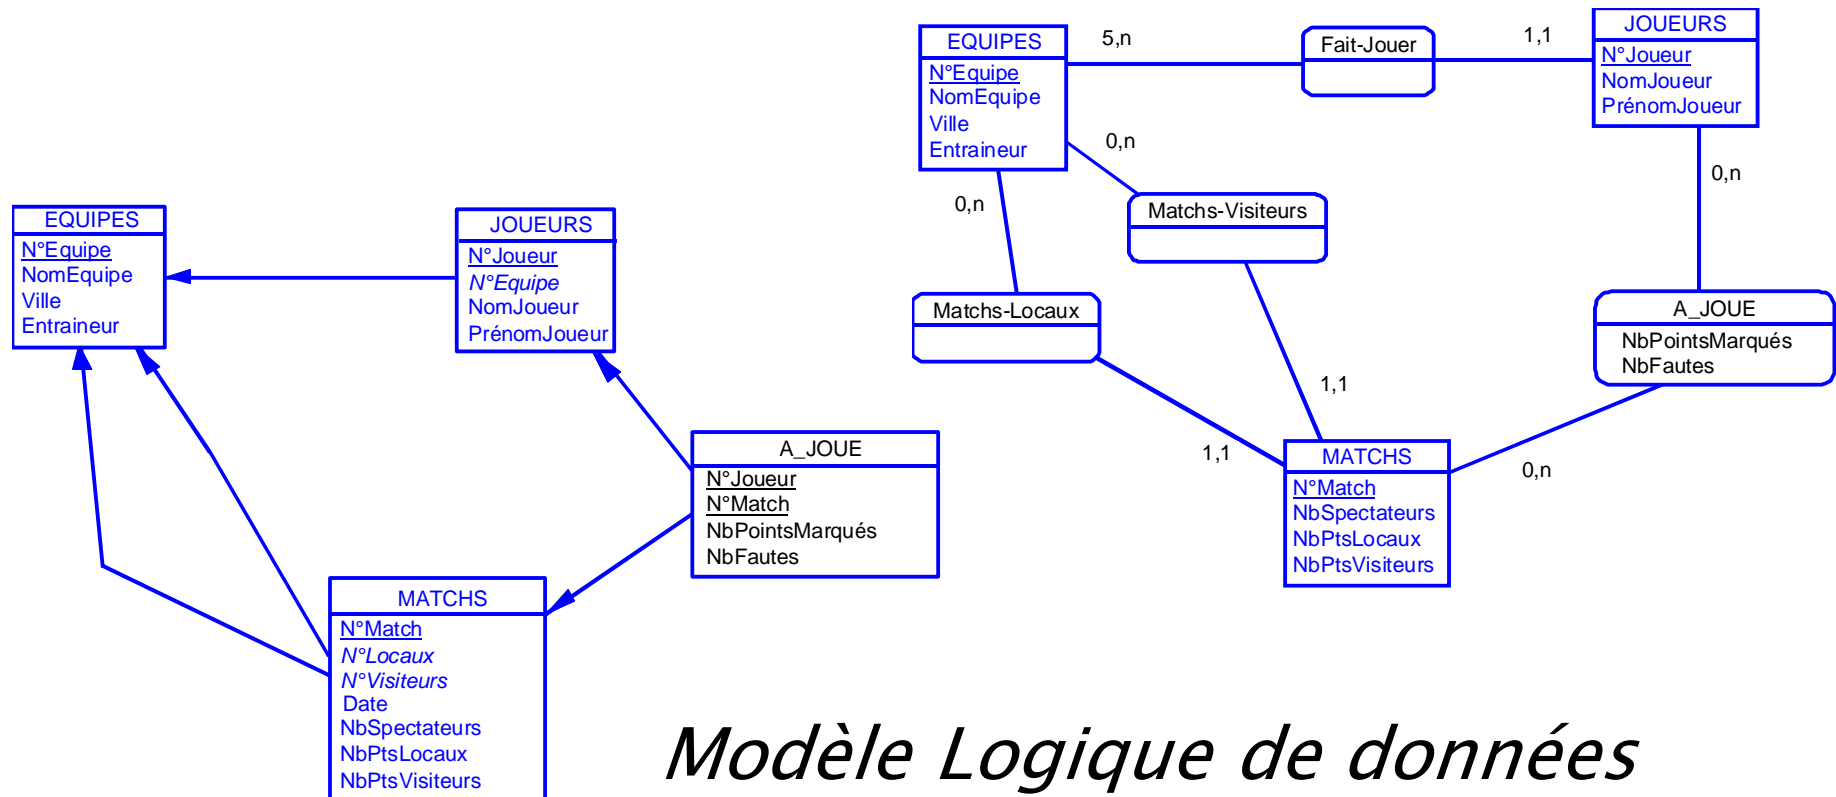 EQUIPES
N°Equipe
NomEquipe
Ville
Entraineur
JOUEURS
N°Joueur
N°Equipe
NomJoueur
PrénomJoueur
A_JOUE
N°Joueur
N°Match
NbPointsMarqués
NbFautes
MATCHS
N°Match
N°Locaux
N°Visiteurs
Date
NbSpectateurs
NbPtsLocaux
NbPtsVisiteurs
EQUIPES
N°Equipe
NomEquipe
Ville
Entraineur
5,n
Fait-Jouer
1,1
JOUEURS
N°Joueur
NomJoueur
PrénomJoueur
0,n
0,n
Matchs-Visiteurs
0,n
Matchs-Locaux
A_JOUE
NbPointsMarqués
NbFautes
1,1
1,1
0,n
MATCHS
N°Match
NbSpectateurs
NbPtsLocaux
NbPtsVisiteurs
Modèle Logique de données